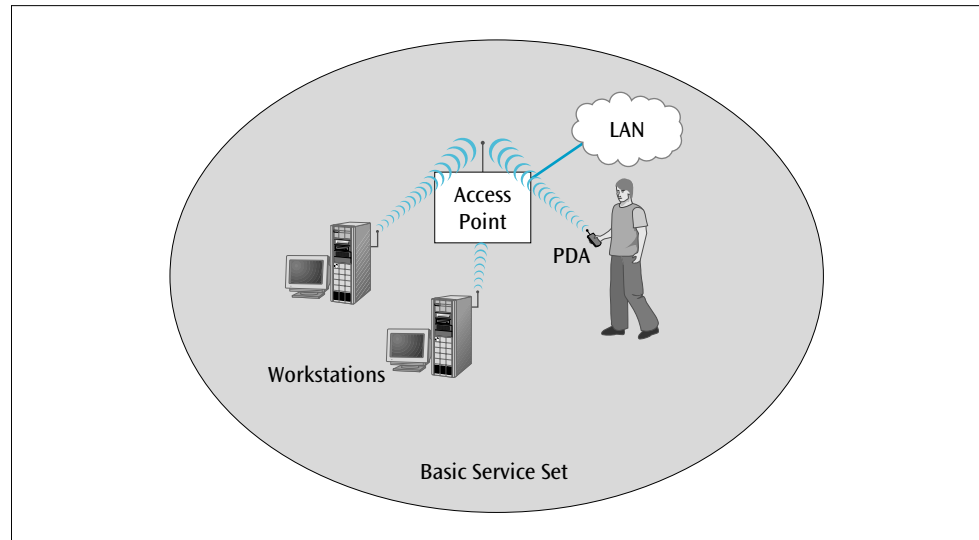 LAN
Access
Point
PDA
Workstations
Basic Service Set